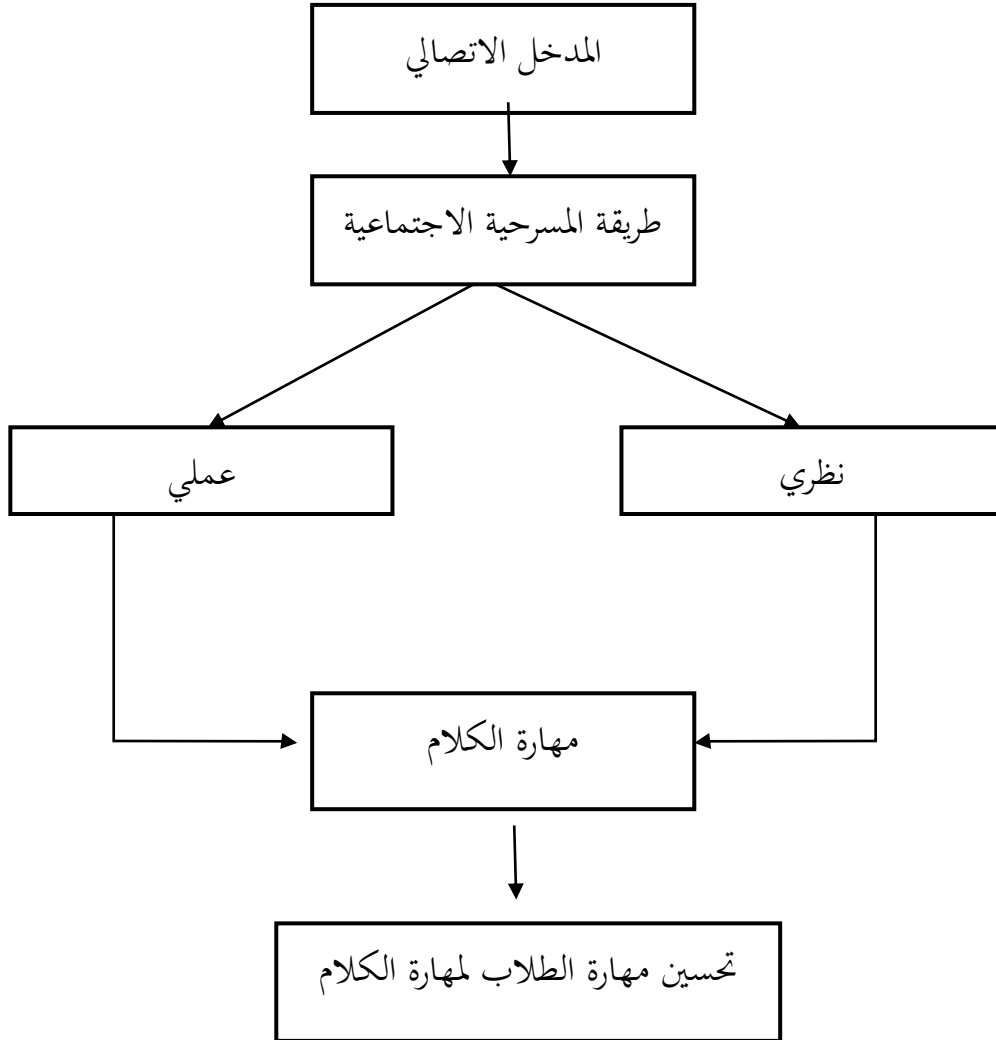 المدخل الاتصالي
طريقة المسرحية الاجتماعية
نظري
عملي
مهارة الكلام
تحسين مهارة الطلاب لمهارة الكلام